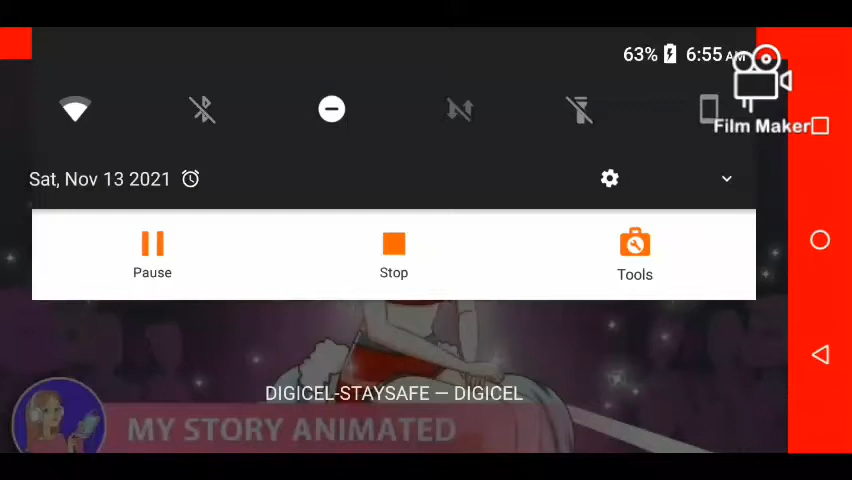 63% 6:55 AM
Film Maker
Sat, Nov 13 2021
Pause
Stop
Tools
DIGICEL-STAYSAFE — DIGICEL
MY STORY ANIMATED